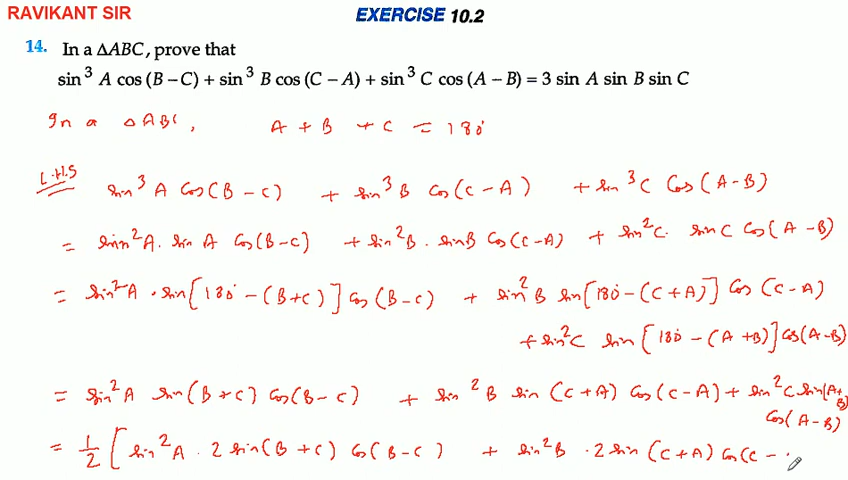 RAVIKANT SIR
EXERCISE 10.2
14. In a ΔABC, prove that
sin³ A cos (B – C) + sin³ B cos (C – A) + sin³ C cos (A – B) = 3 sin A sin B sin C
In a ΔABC, A + B + C = 180°
L.H.S
sin³A Cos(B – C) + sin³B Cos(C – A) + sin³C Cos(A – B)
= sin²A. sin A Cos(B – C) + sin²B . sinB Cos(C – A) + sin²C. sinC Cos(A – B)
= sin²A . sin[180° – (B+C)] Cos(B – C) + sin²B sin[180° – (C+A)] Cos(C – A)
+ sin²C sin[180° – (A+B)] Cos(A – B)
= sin²A sin(B+C) Cos(B – C) + sin²B sin(C+A) Cos(C – A) + sin²C sin(A+B)
Cos(A – B)
= 1/2 [ sin²A . 2 sin(B+C) Cos(B – C) + sin²B . 2 sin(C+A) Cos(C –